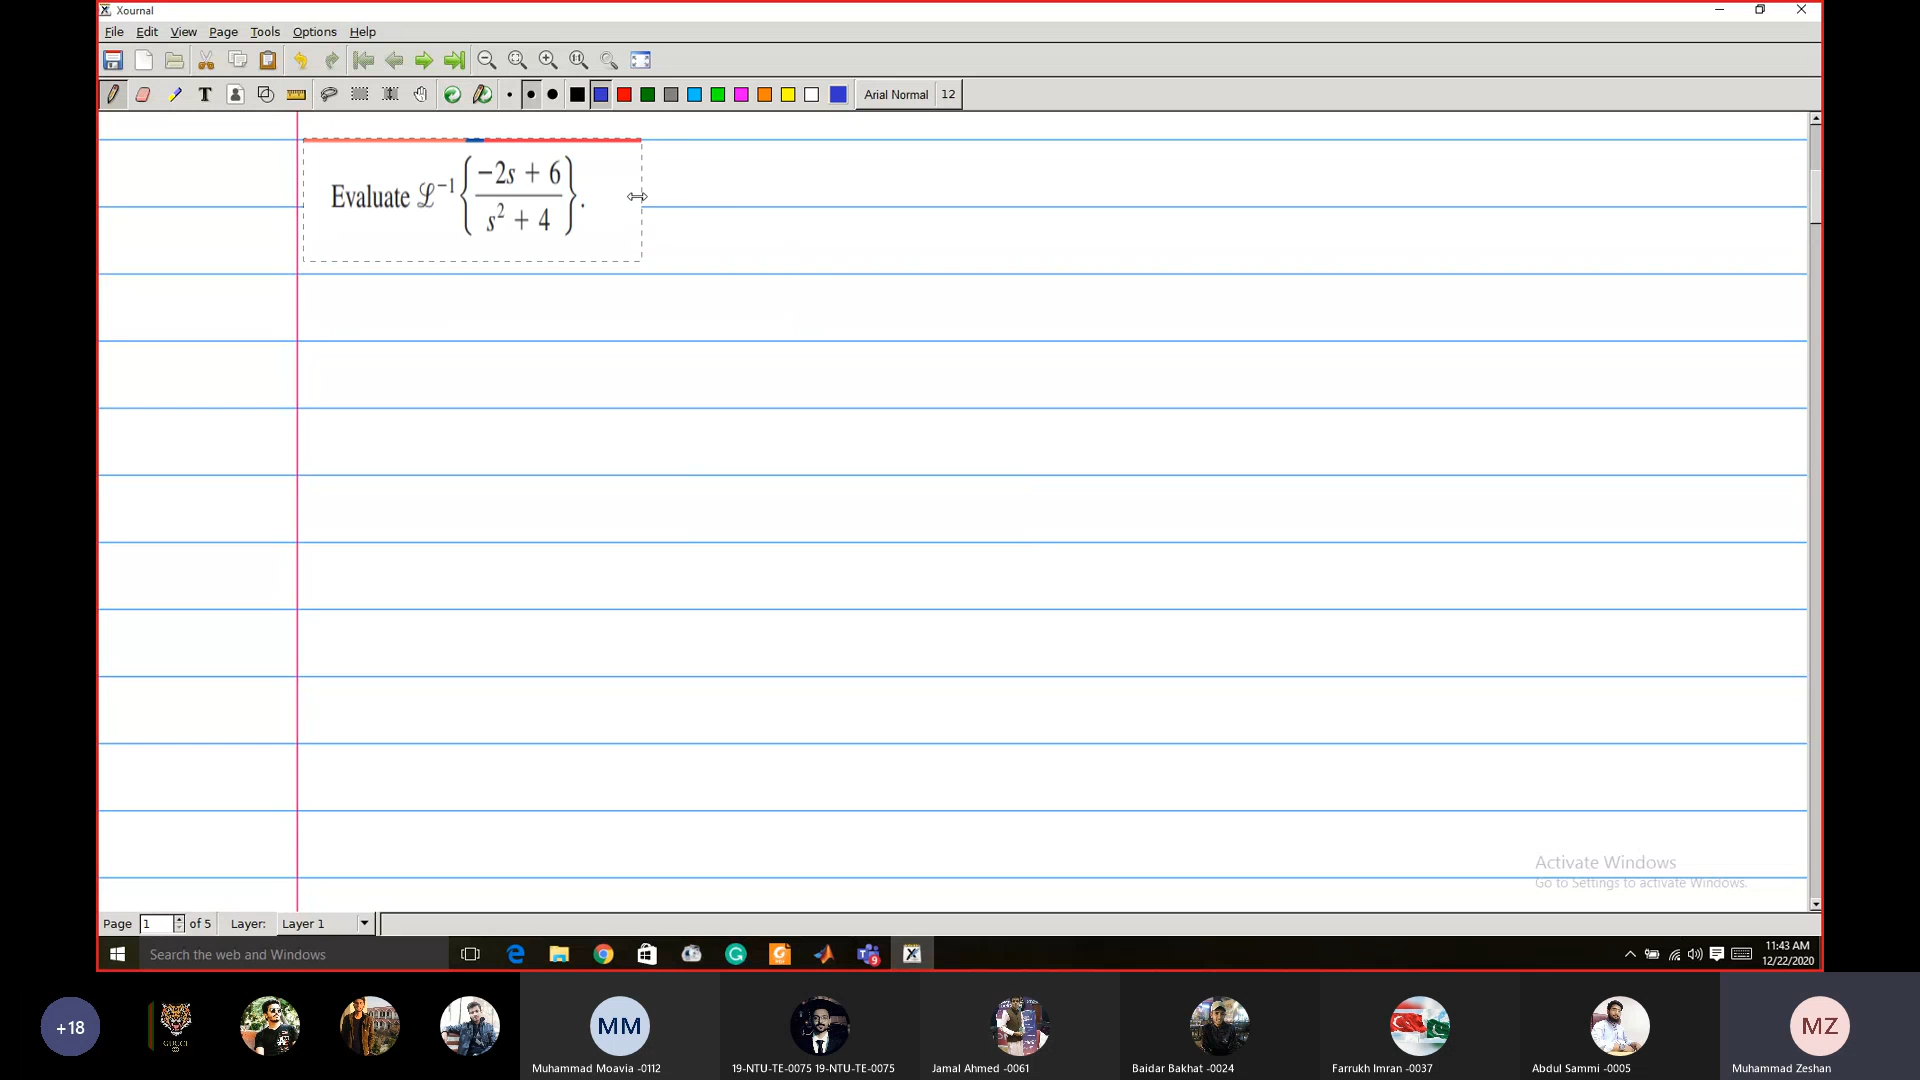 Xournal
File Edit View Page Tools Options Help
Arial Normal 12
Evaluate ℒ⁻¹{(−2s + 6)/(s² + 4)}.
Activate Windows
Go to Settings to activate Windows.
Page 1 of 5 Layer: Layer 1
Search the web and Windows
9
11:43 AM
12/22/2020
+18
GUCCI
MM
MZ
Muhammad Moavia -0112
19-NTU-TE-0075 19-NTU-TE-0075
Jamal Ahmed -0061
Baidar Bakhat -0024
Farrukh Imran -0037
Abdul Sammi -0005
Muhammad Zeshan